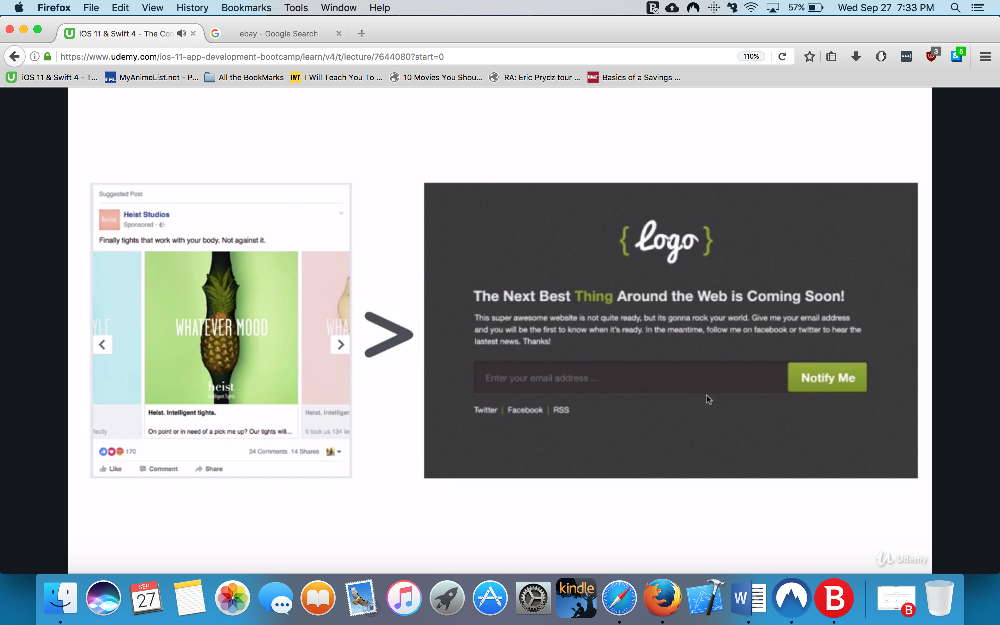 Firefox File Edit View History Bookmarks Tools Window Help 57% Wed Sep 27 7:33 PM
iOS 11 & Swift 4 - The Con ebay - Google Search
https://www.udemy.com/ios-11-app-development-bootcamp/learn/v4/t/lecture/7644080?start=0 110% 3 5
iOS 11 & Swift 4 - T... MyAnimeList.net - P... All the BookMarks IWT I Will Teach You To ... 10 Movies You Shou... RA: Eric Prydz tour ... BB&T Basics of a Savings ...
Suggested Post
heist
Heist Studios
Sponsored ·
Finally tights that work with your body. Not against it.
YLE
WHATEVER MOOD
WHA
heist
Intelligent Tights
Heist. Intelligent tights.
Heist. Intelliger
fectly
On point or in need of a pick me up? Our tights will...
It took us 134 le
170
34 Comments 14 Shares
Like Comment Share
>
{ Logo }
The Next Best Thing Around the Web is Coming Soon!
This super awesome website is not quite ready, but its gonna rock your world. Give me your email address
and you will be the first to know when it's ready. In the meantime, follow me on facebook or twitter to hear the
lastest news. Thanks!
Enter your email address ...
Notify Me
Twitter | Facebook | RSS
Udemy
SEP
27
kindle
W
B
B